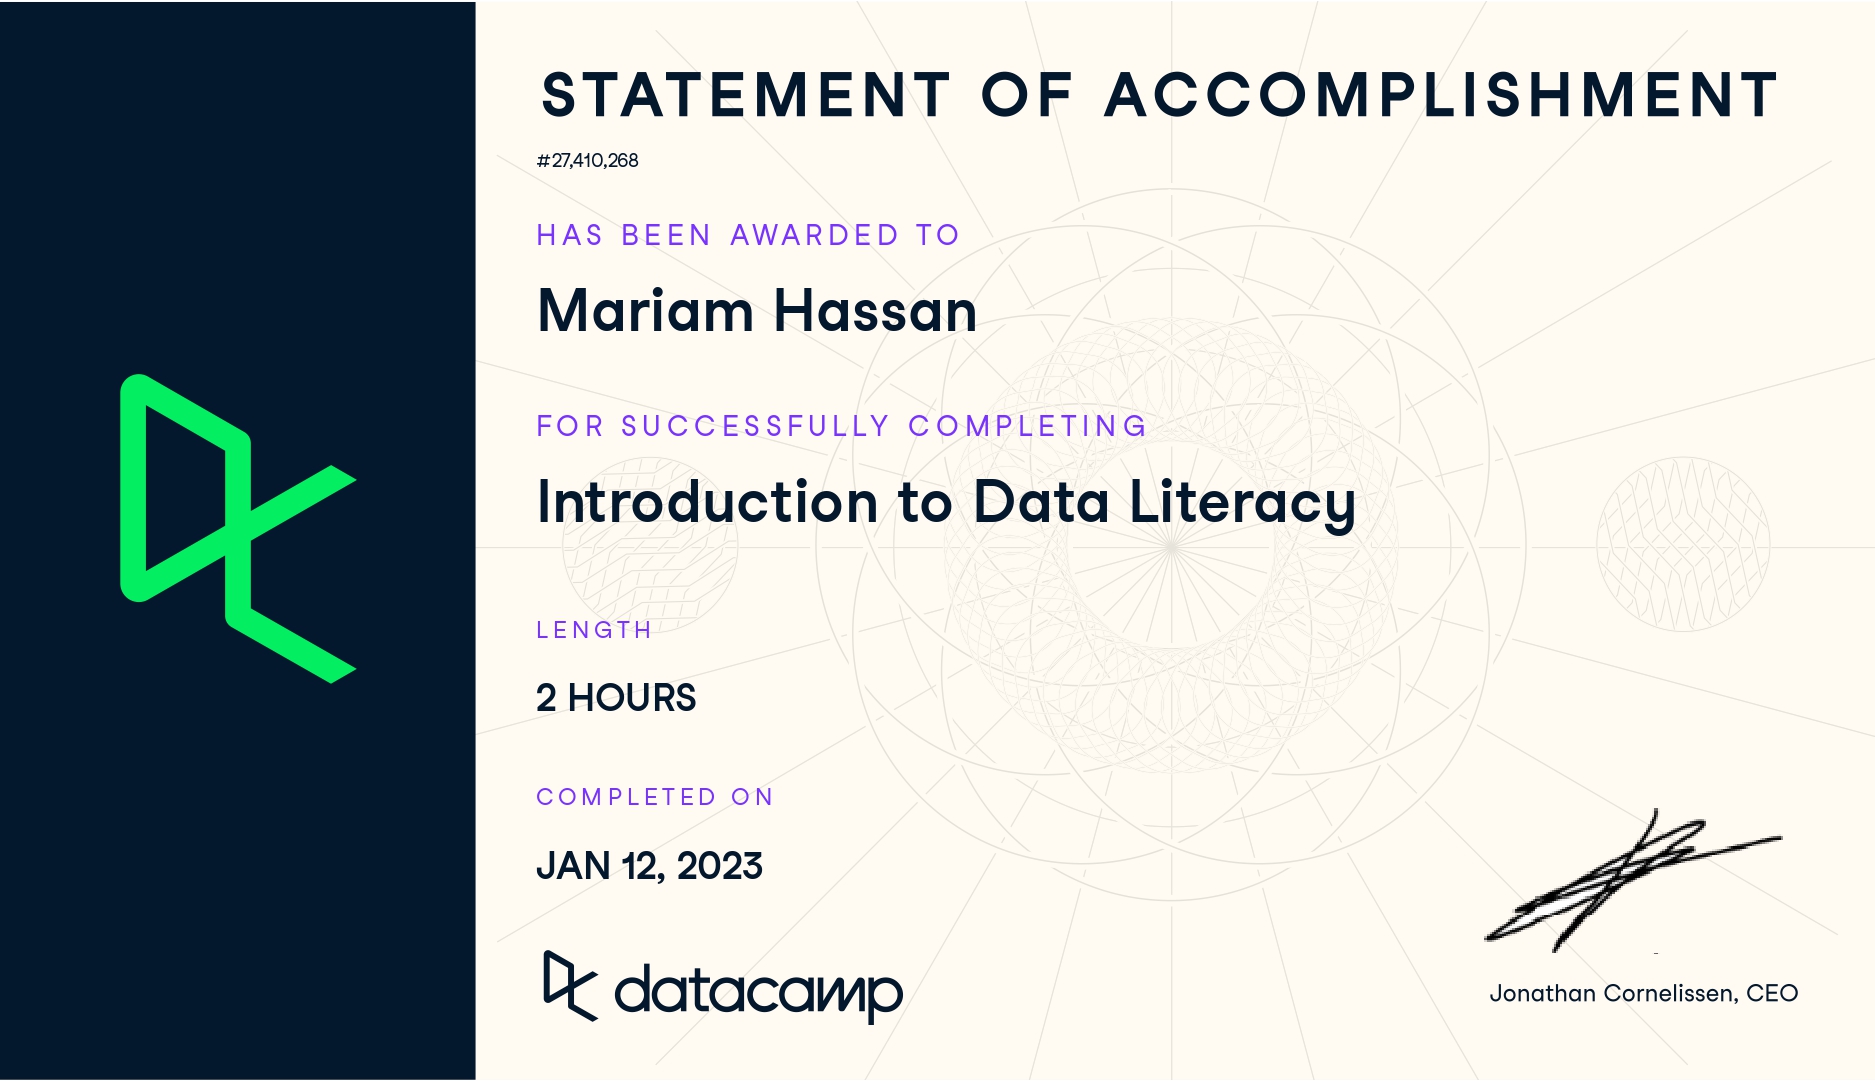 STATEMENT OF ACCOMPLISHMENT
#27,410,268
HAS BEEN AWARDED TO
Mariam Hassan
FOR SUCCESSFULLY COMPLETING
Introduction to Data Literacy
LENGTH
2 HOURS
COMPLETED ON
JAN 12, 2023
datacamp
Jonathan Cornelissen, CEO